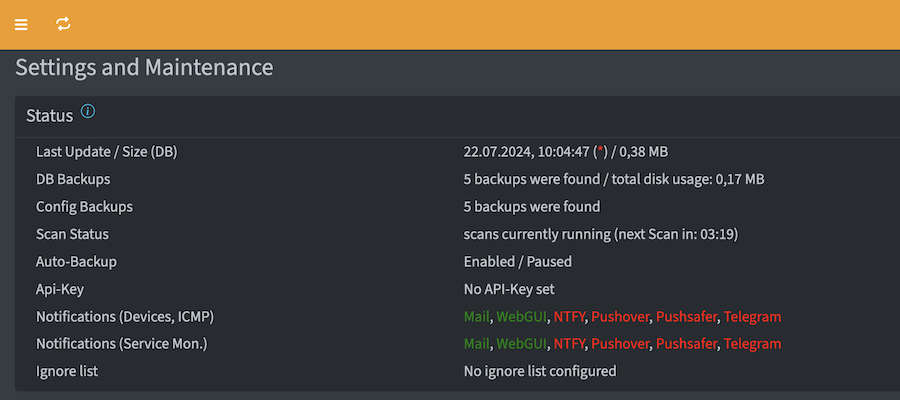 Settings and Maintenance
Status i
Last Update / Size (DB) 22.07.2024, 10:04:47 (*) / 0,38 MB
DB Backups 5 backups were found / total disk usage: 0,17 MB
Config Backups 5 backups were found
Scan Status scans currently running (next Scan in: 03:19)
Auto-Backup Enabled / Paused
Api-Key No API-Key set
Notifications (Devices, ICMP) Mail, WebGUI, NTFY, Pushover, Pushsafer, Telegram
Notifications (Service Mon.) Mail, WebGUI, NTFY, Pushover, Pushsafer, Telegram
Ignore list No ignore list configured